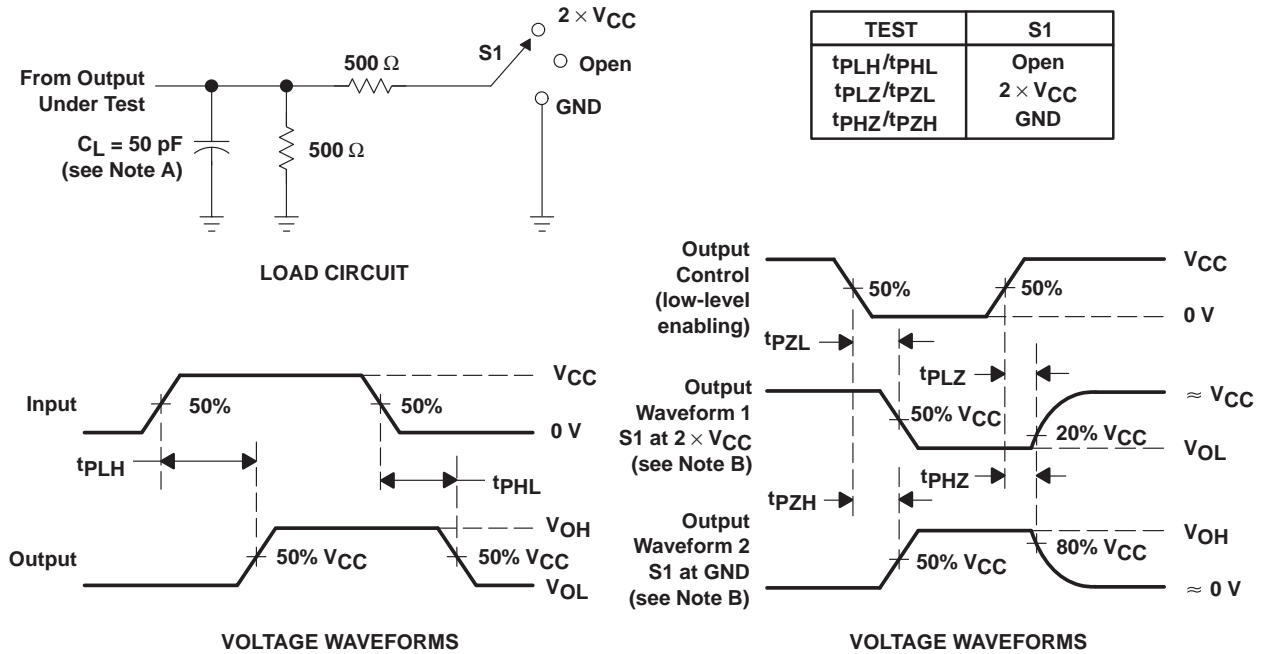 2 × VCC
S1
500 Ω
Open
From Output
Under Test
GND
CL = 50 pF
(see Note A)
500 Ω
LOAD CIRCUIT
TEST S1
tPLH/tPHL Open
tPLZ/tPZL 2 × VCC
tPHZ/tPZH GND
Input
50%
50%
VCC
0 V
tPLH
tPHL
Output
50% VCC
50% VCC
VOH
VOL
VOLTAGE WAVEFORMS
Output
Control
(low-level
enabling)
50%
50%
VCC
0 V
tPZL
tPLZ
Output
Waveform 1
S1 at 2 × VCC
(see Note B)
50% VCC
20% VCC
≈ VCC
VOL
tPZH
tPHZ
Output
Waveform 2
S1 at GND
(see Note B)
50% VCC
80% VCC
VOH
≈ 0 V
VOLTAGE WAVEFORMS